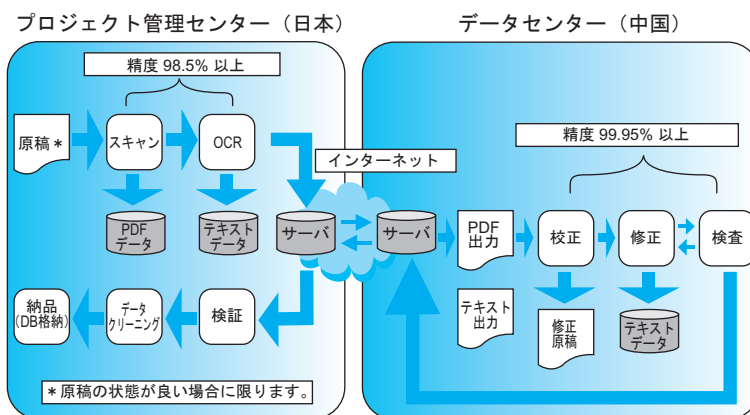 プロジェクト管理センター（日本）
データセンター（中国）
精度 98.5% 以上
原稿＊
スキャン
OCR
インターネット
PDF
データ
テキスト
データ
サーバ
納品
(DB格納)
データ
クリーニング
検証
＊原稿の状態が良い場合に限ります。
精度 99.95% 以上
サーバ
PDF
出力
校正
修正
検査
テキスト
出力
修正
原稿
テキスト
データ